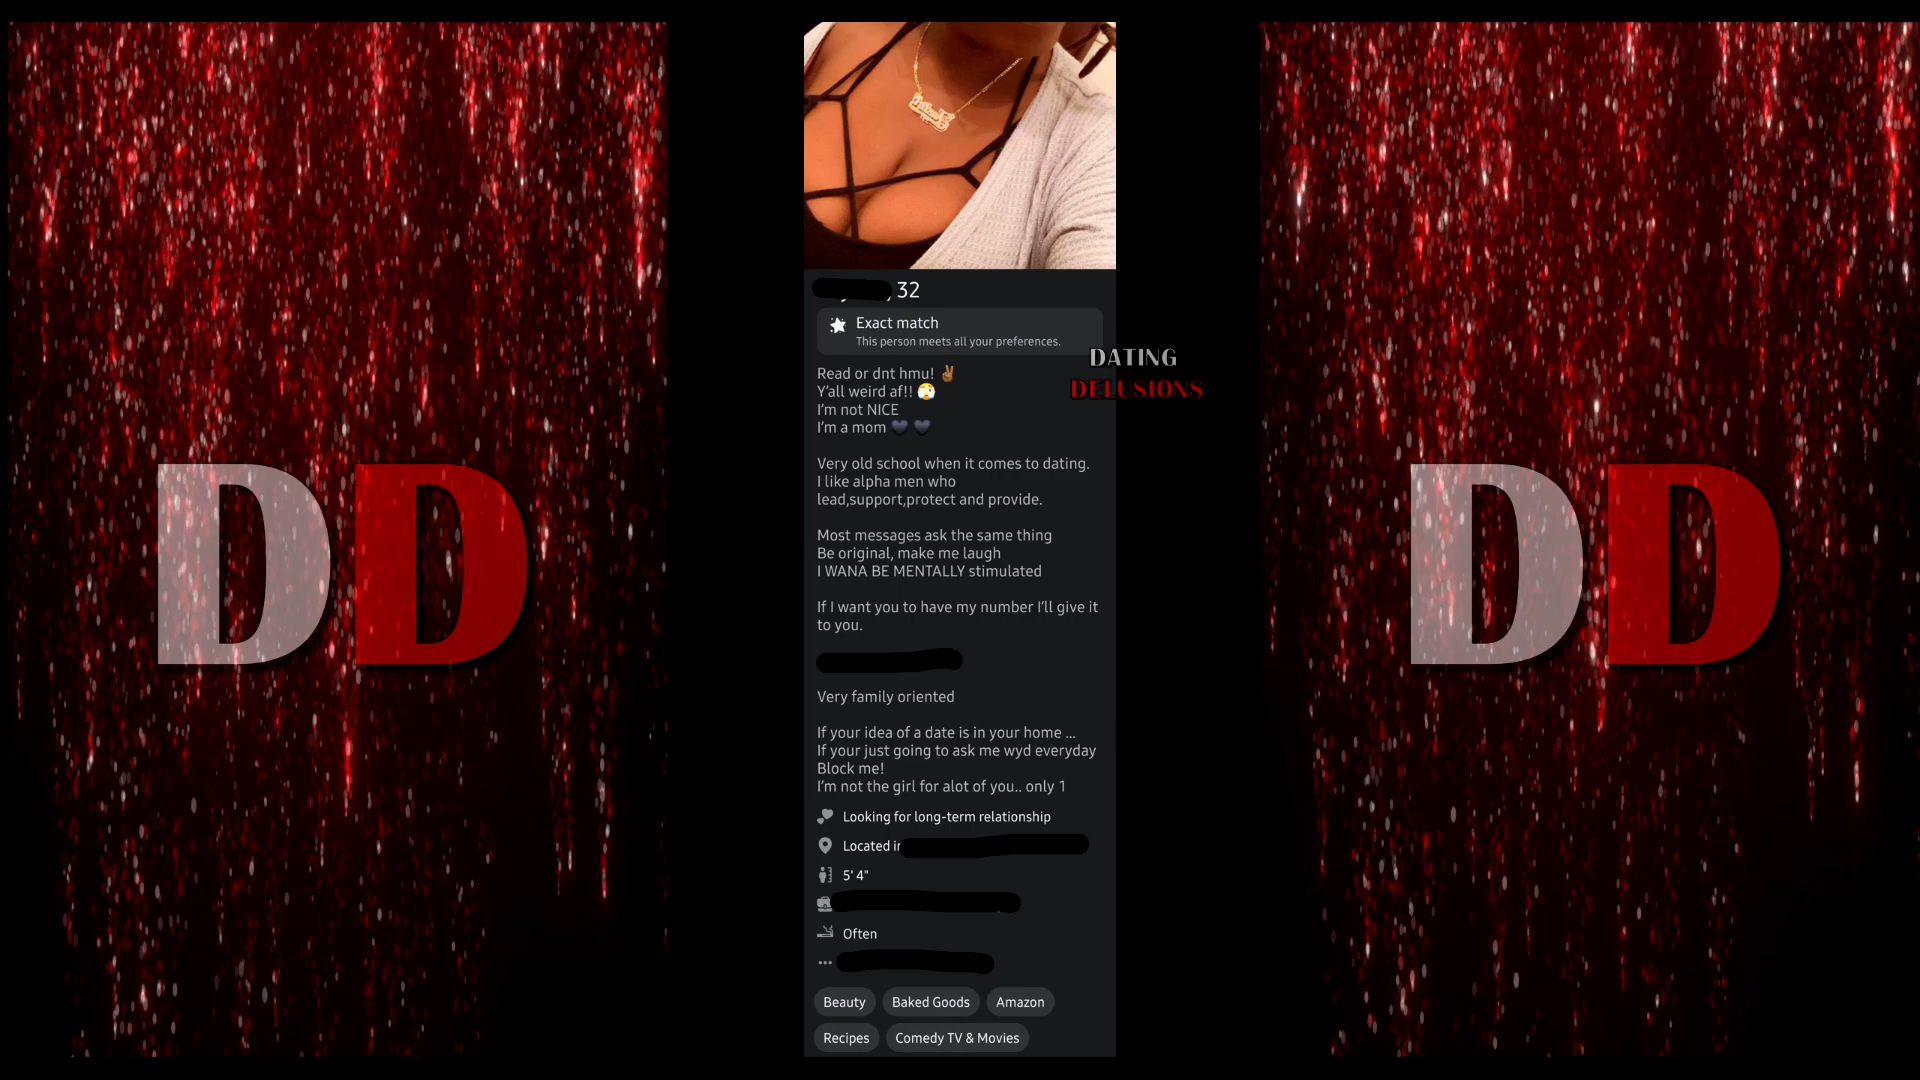 32
Exact match
This person meets all your preferences.
DATING
DELUSIONS
Read or dnt hmu! ✌🏾
Y'all weird af!! 🫣
I'm not NICE
I'm a mom 🖤 🖤
Very old school when it comes to dating.
I like alpha men who
lead,support,protect and provide.
Most messages ask the same thing
Be original, make me laugh
I WANA BE MENTALLY stimulated
If I want you to have my number I'll give it
to you.
Very family oriented
If your idea of a date is in your home ...
If your just going to ask me wyd everyday
Block me!
I'm not the girl for alot of you.. only 1
Looking for long-term relationship
Located in
5' 4"
Often
Beauty Baked Goods Amazon
Recipes Comedy TV & Movies
DD
DD